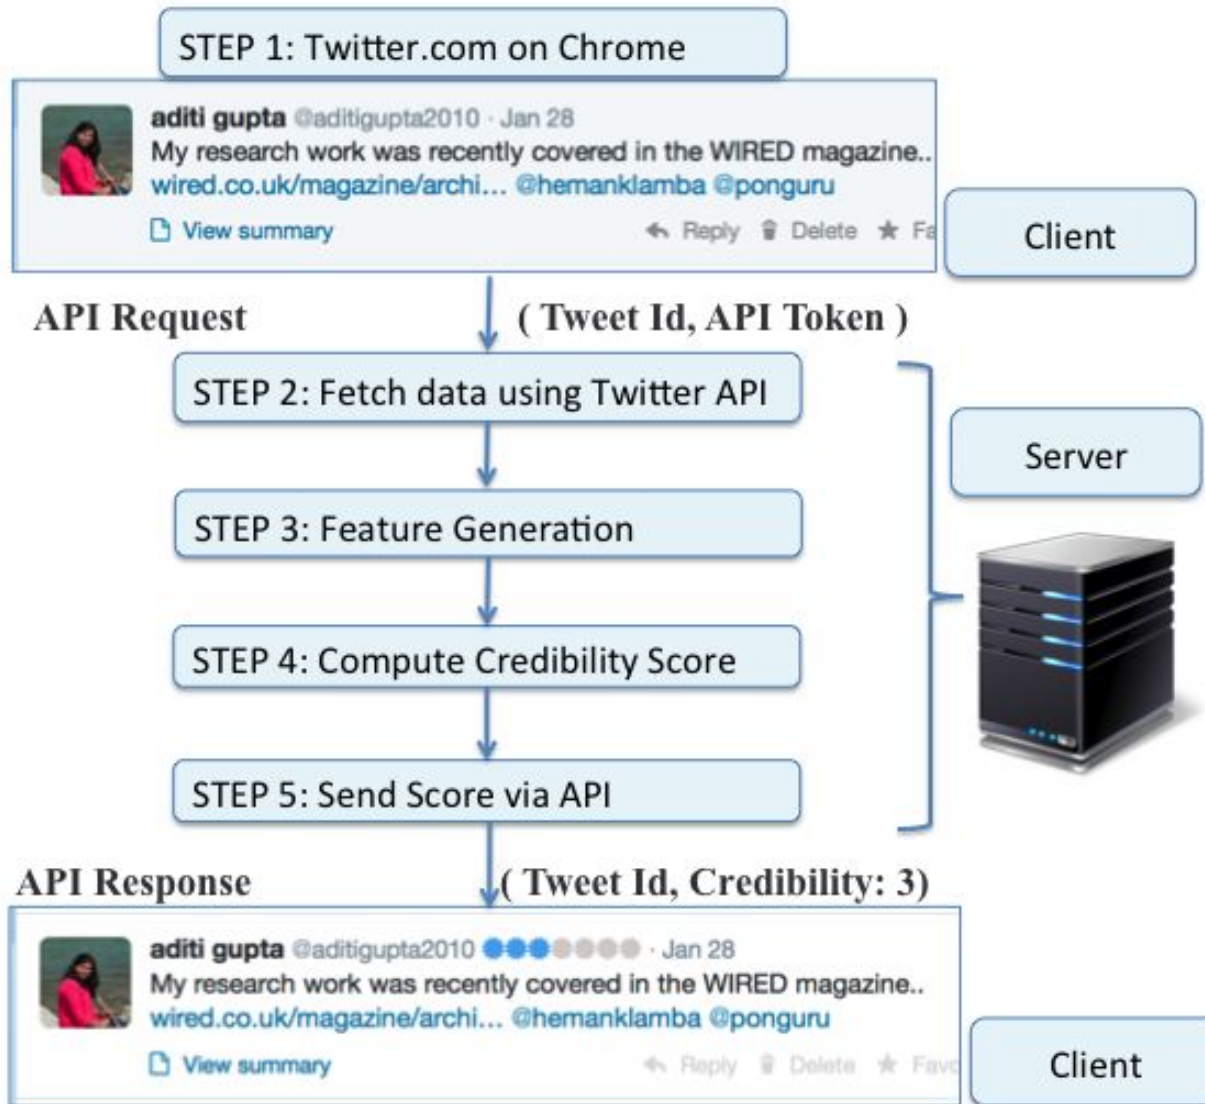 STEP 1: Twitter.com on Chrome
aditi gupta @aditigupta2010 · Jan 28
My research work was recently covered in the WIRED magazine..
wired.co.uk/magazine/archi... @hemanklamba @ponguru
View summary
Reply Delete Fa
Client
API Request ( Tweet Id, API Token )
STEP 2: Fetch data using Twitter API
Server
STEP 3: Feature Generation
STEP 4: Compute Credibility Score
STEP 5: Send Score via API
API Response ( Tweet Id, Credibility: 3)
aditi gupta @aditigupta2010 · Jan 28
My research work was recently covered in the WIRED magazine..
wired.co.uk/magazine/archi... @hemanklamba @ponguru
View summary
Reply Delete Favo
Client